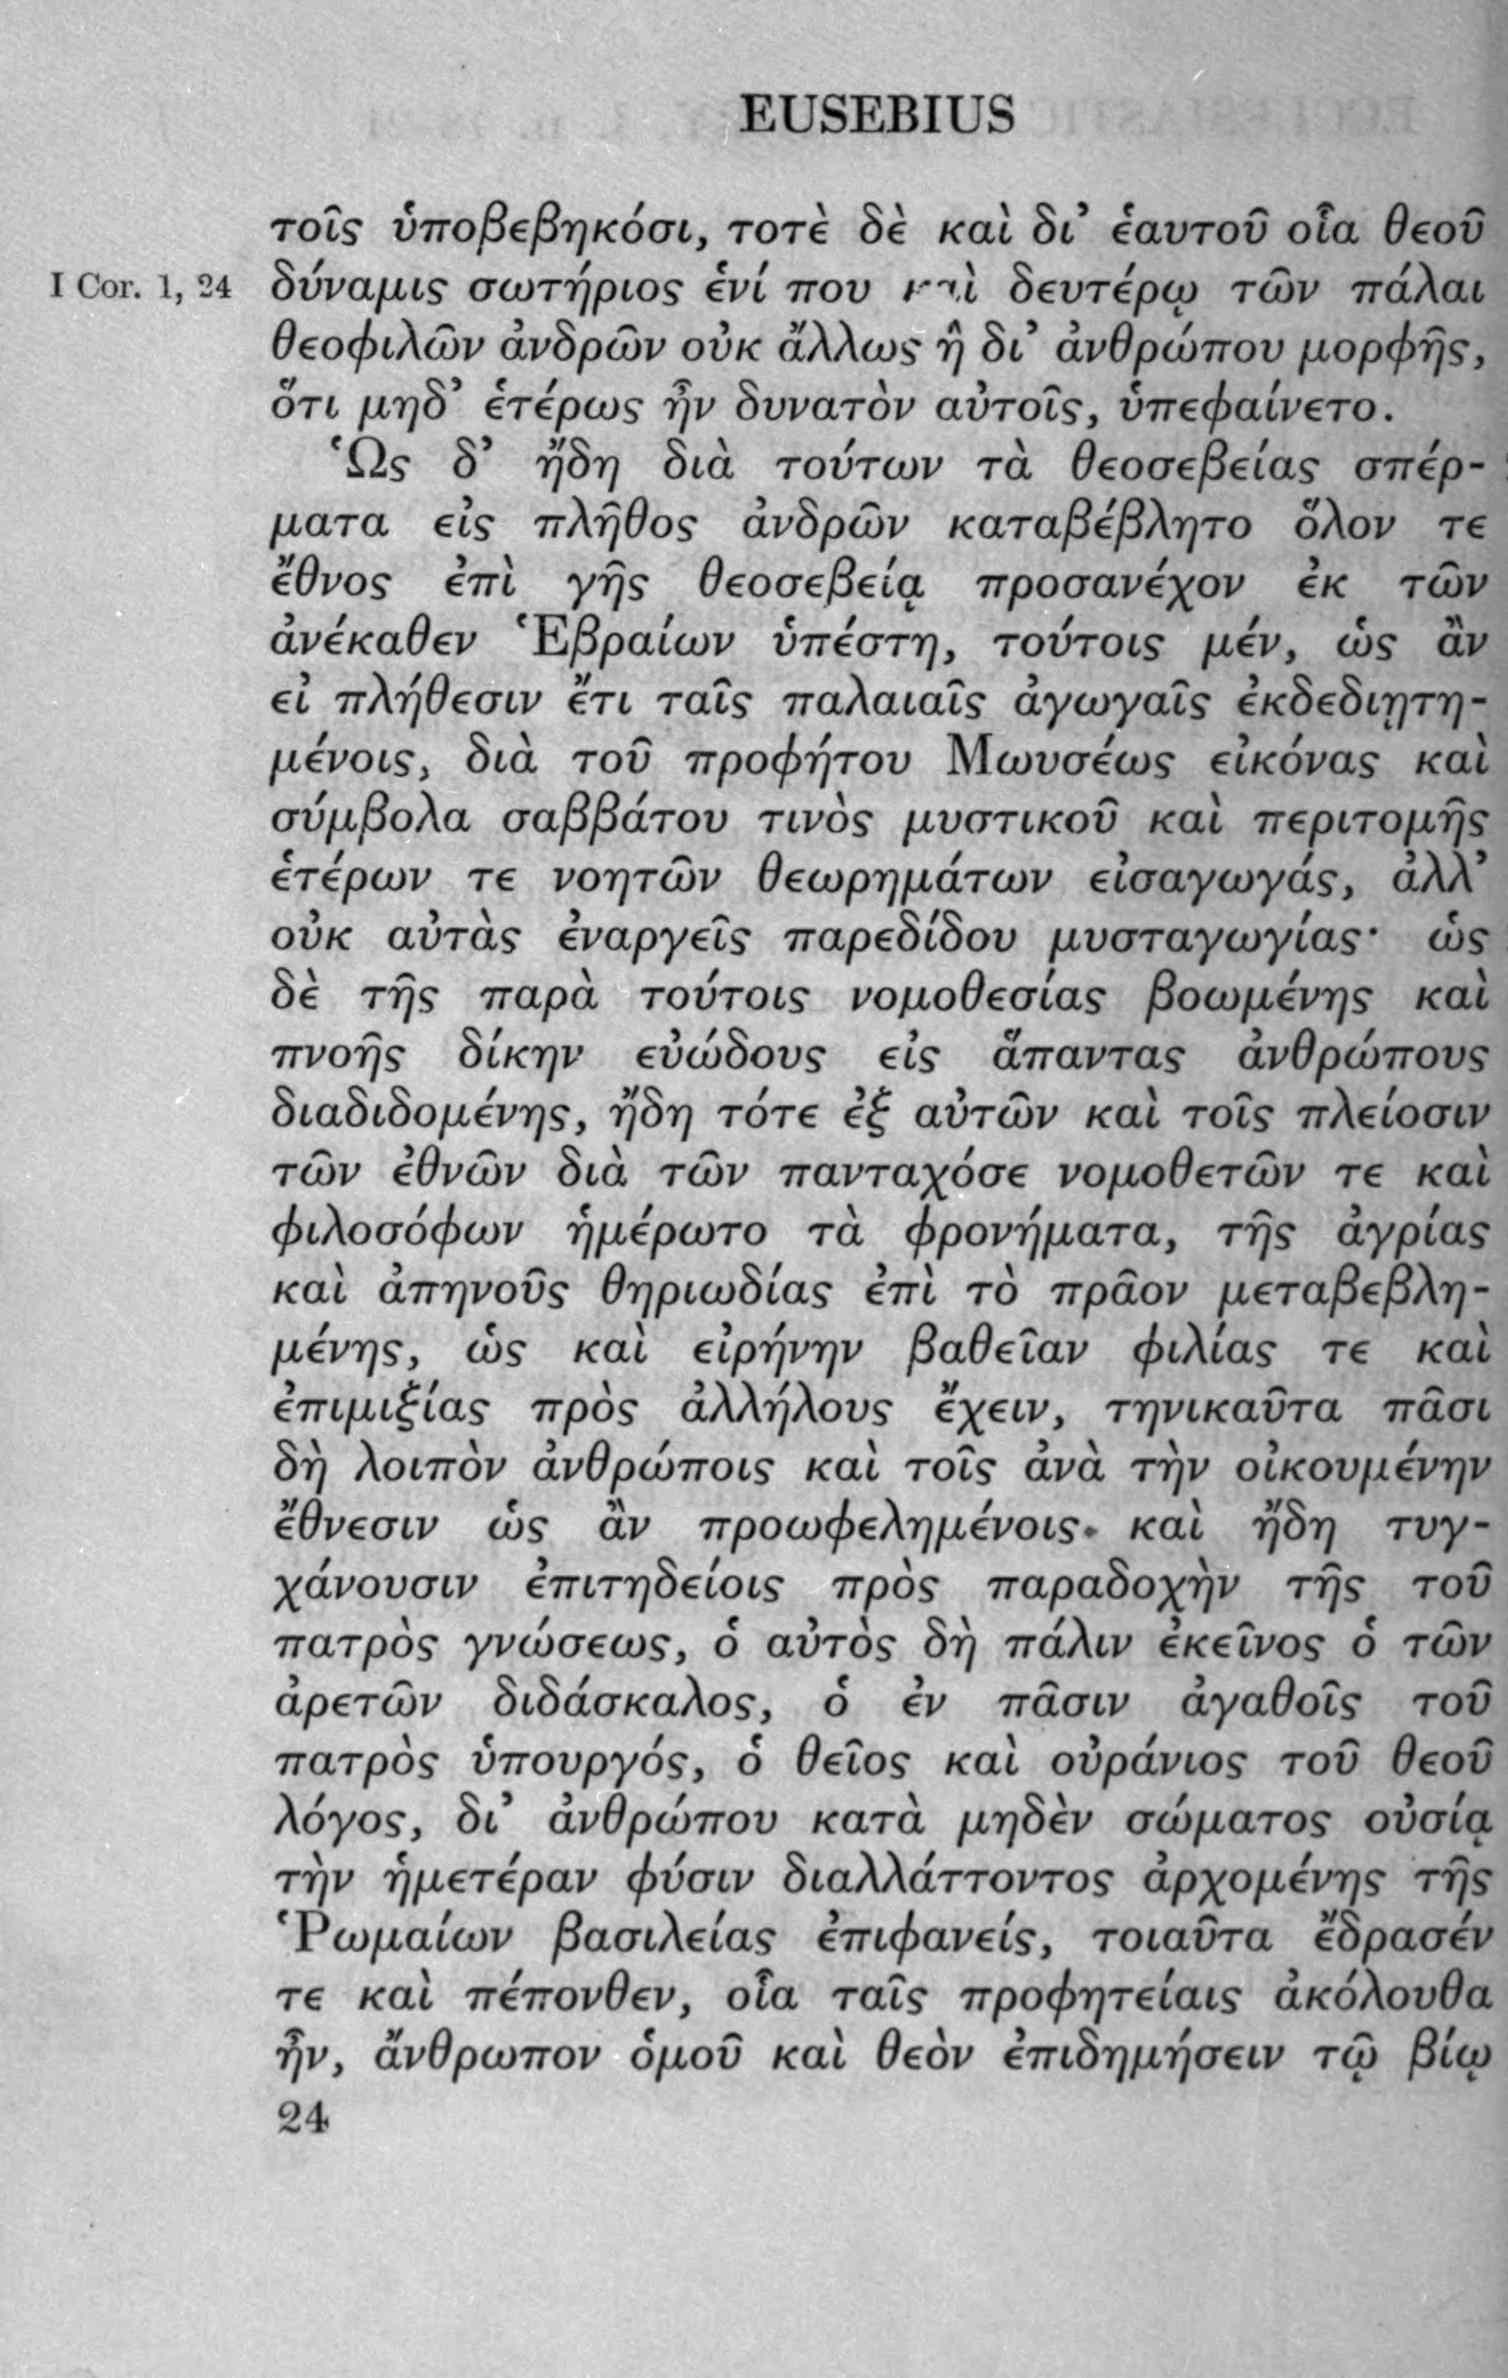 EUSEBIUS
τοῖς ὑποβεβηκόσι, τοτὲ δὲ καὶ δι’ ἑαυτοῦ οἷα θεοῦ
I Cor. 1, 24 δύναμις σωτήριος ἑνί που καὶ δευτέρῳ τῶν πάλαι
θεοφιλῶν ἀνδρῶν οὐκ ἄλλως ἢ δι’ ἀνθρώπου μορφῆς,
ὅτι μηδ’ ἑτέρως ἦν δυνατὸν αὐτοῖς, ὑπεφαίνετο.
Ὡς δ’ ἤδη διὰ τούτων τὰ θεοσεβείας σπέρ-
ματα εἰς πλῆθος ἀνδρῶν καταβέβλητο ὅλον τε
ἔθνος ἐπὶ γῆς θεοσεβείᾳ προσανέχον ἐκ τῶν
ἀνέκαθεν Ἑβραίων ὑπέστη, τούτοις μέν, ὡς ἂν
εἰ πλήθεσιν ἔτι ταῖς παλαιαῖς ἀγωγαῖς ἐκδεδιῃτη-
μένοις, διὰ τοῦ προφήτου Μωυσέως εἰκόνας καὶ
σύμβολα σαββάτου τινὸς μυστικοῦ καὶ περιτομῆς
ἑτέρων τε νοητῶν θεωρημάτων εἰσαγωγάς, ἀλλ’
οὐκ αὐτὰς ἐναργεῖς παρεδίδου μυσταγωγίας· ὡς
δὲ τῆς παρὰ τούτοις νομοθεσίας βοωμένης καὶ
πνοῆς δίκην εὐώδους εἰς ἅπαντας ἀνθρώπους
διαδιδομένης, ἤδη τότε ἐξ αὐτῶν καὶ τοῖς πλείοσιν
τῶν ἐθνῶν διὰ τῶν πανταχόσε νομοθετῶν τε καὶ
φιλοσόφων ἡμέρωτο τὰ φρονήματα, τῆς ἀγρίας
καὶ ἀπηνοῦς θηριωδίας ἐπὶ τὸ πρᾶον μεταβεβλη-
μένης, ὡς καὶ εἰρήνην βαθεῖαν φιλίας τε καὶ
ἐπιμιξίας πρὸς ἀλλήλους ἔχειν, τηνικαῦτα πᾶσι
δὴ λοιπὸν ἀνθρώποις καὶ τοῖς ἀνὰ τὴν οἰκουμένην
ἔθνεσιν ὡς ἂν προωφελημένοις καὶ ἤδη τυγ-
χάνουσιν ἐπιτηδείοις πρὸς παραδοχὴν τῆς τοῦ
πατρὸς γνώσεως, ὁ αὐτὸς δὴ πάλιν ἐκεῖνος ὁ τῶν
ἀρετῶν διδάσκαλος, ὁ ἐν πᾶσιν ἀγαθοῖς τοῦ
πατρὸς ὑπουργός, ὁ θεῖος καὶ οὐράνιος τοῦ θεοῦ
λόγος, δι’ ἀνθρώπου κατὰ μηδὲν σώματος οὐσίᾳ
τὴν ἡμετέραν φύσιν διαλλάττοντος ἀρχομένης τῆς
Ῥωμαίων βασιλείας ἐπιφανείς, τοιαῦτα ἔδρασέν
τε καὶ πέπονθεν, οἷα ταῖς προφητείαις ἀκόλουθα
ἦν, ἄνθρωπον ὁμοῦ καὶ θεὸν ἐπιδημήσειν τῷ βίῳ
24